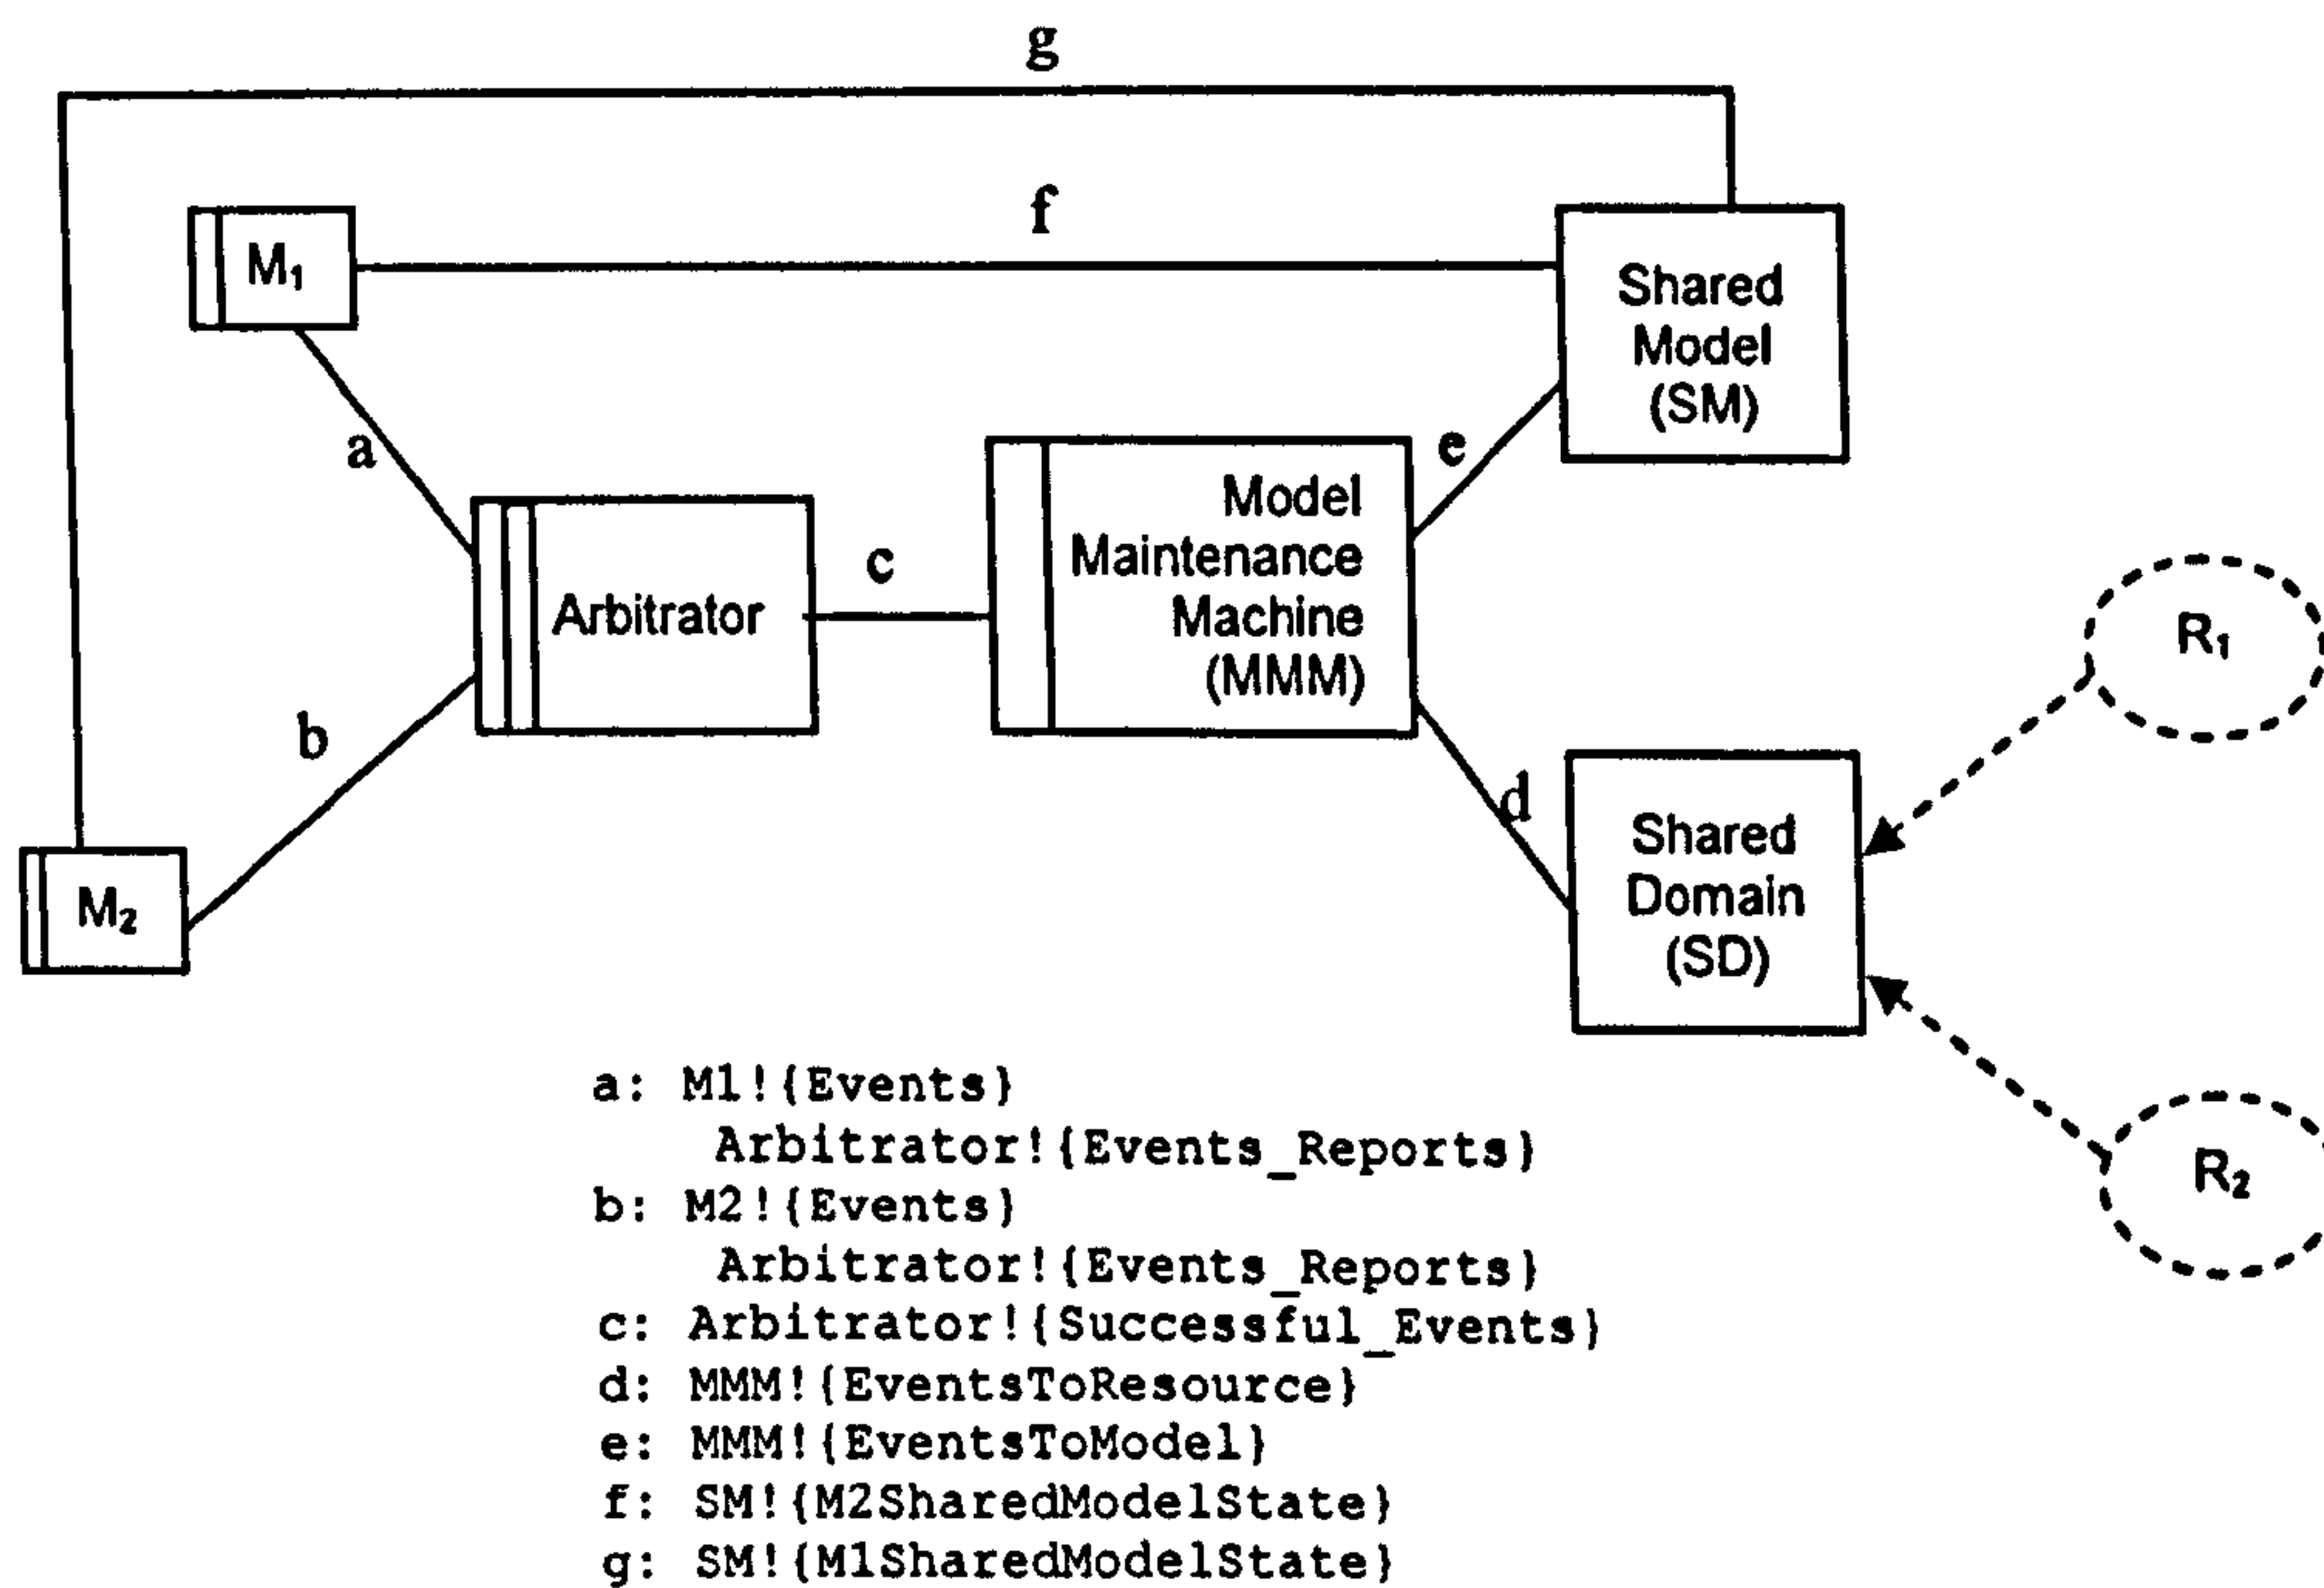 g
f
M₁
Shared
Model
(SM)
a
e
Model
Maintenance
Machine
(MMM)
c
Arbitrator
R₁
b
d
Shared
Domain
(SD)
M₂
R₂
a: M1!{Events}
Arbitrator!{Events_Reports}
b: M2!{Events}
Arbitrator!{Events_Reports}
c: Arbitrator!{Successful_Events}
d: MMM!{EventsToResource}
e: MMM!{EventsToModel}
f: SM!{M2SharedModelState}
g: SM!{M1SharedModelState}